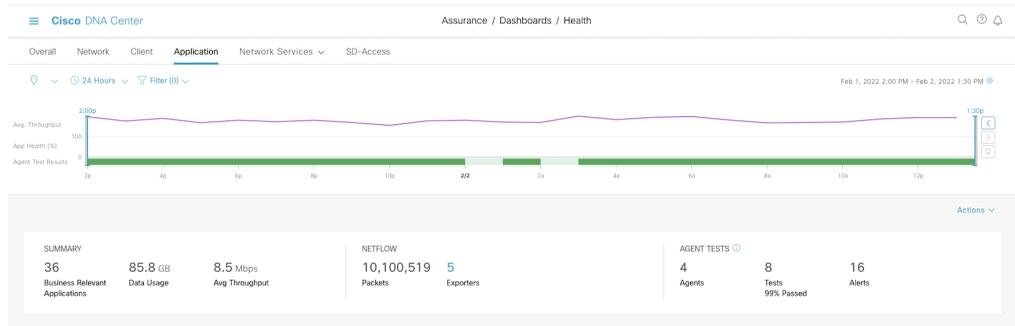 Cisco DNA Center
Assurance / Dashboards / Health
Overall Network Client Application Network Services SD-Access
24 Hours Filter (0) Feb 1, 2022 2:00 PM - Feb 2, 2022 1:30 PM
2:00p 1:30p
Avg. Throughput
100
App Health (%)
0
Agent Test Results
2p 4p 6p 8p 10p 2/2 2a 4a 6a 8a 10a 12p
Actions
SUMMARY
36 85.8 GB 8.5 Mbps
Business Relevant Data Usage Avg Throughput
Applications
NETFLOW
10,100,519 5
Packets Exporters
AGENT TESTS
4 8 16
Agents Tests Alerts
99% Passed